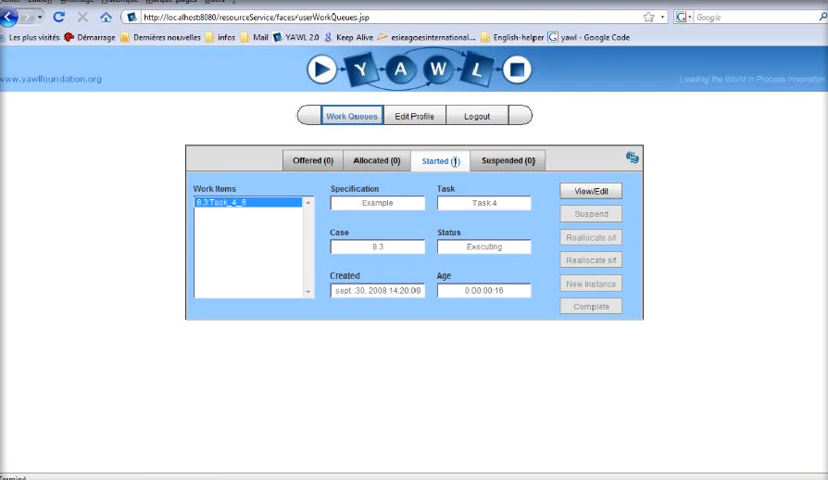 http://localhost:8080/resourceService/faces/userWorkQueues.jsp
Google
Les plus visités Démarrage Dernières nouvelles infos Mail YAWL 2.0 Keep Alive esieagoesinternational... English-helper yawl - Google Code
www.yawlfoundation.org
Y A W L
Leading the World in Process Innovation
Work Queues Edit Profile Logout
Offered (0) Allocated (0) Started (1) Suspended (0)
Work Items Specification Task
8.3:Task_4_6 Example Task 4
View/Edit
Suspend
Case Status
8.3 Executing
Reallocate s/l
Reallocate s/f
Created Age
sept. 30, 2008 14:20:09 0:00:00:16
New Instance
Complete
Terminé